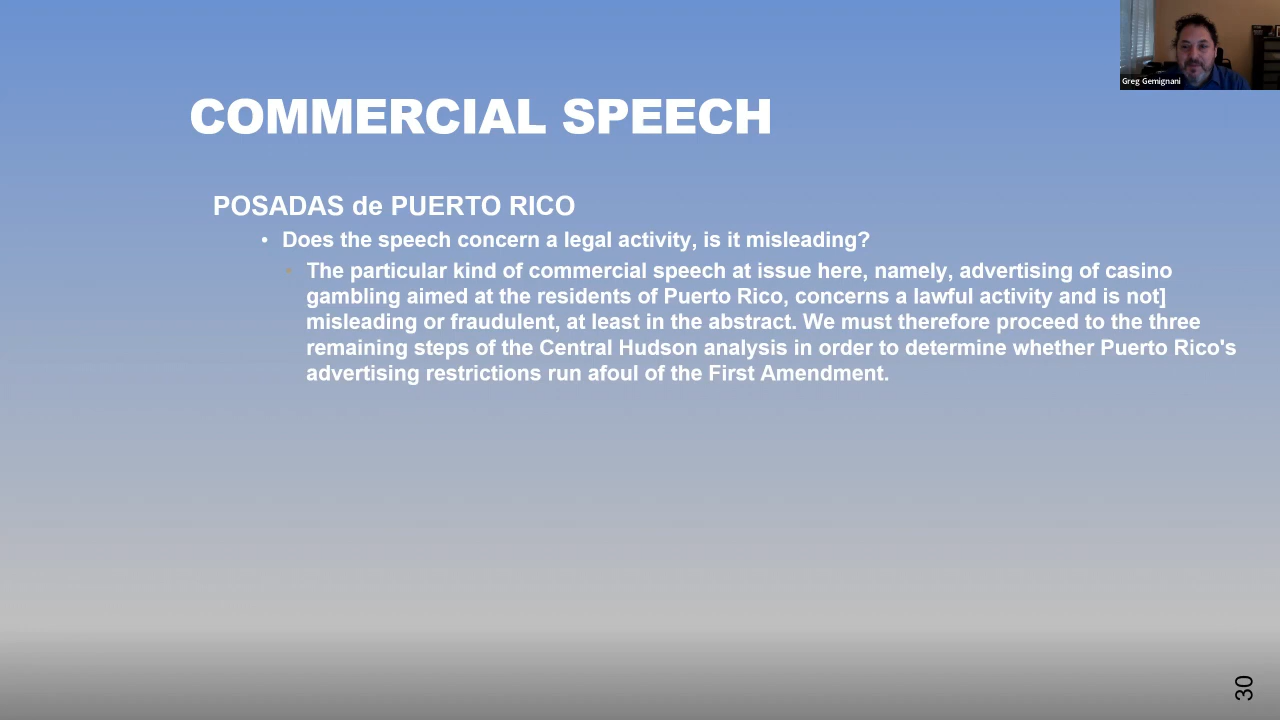 Greg Gemignani
COMMERCIAL SPEECH
POSADAS de PUERTO RICO
• Does the speech concern a legal activity, is it misleading?
• The particular kind of commercial speech at issue here, namely, advertising of casino
gambling aimed at the residents of Puerto Rico, concerns a lawful activity and is not]
misleading or fraudulent, at least in the abstract. We must therefore proceed to the three
remaining steps of the Central Hudson analysis in order to determine whether Puerto Rico's
advertising restrictions run afoul of the First Amendment.
30